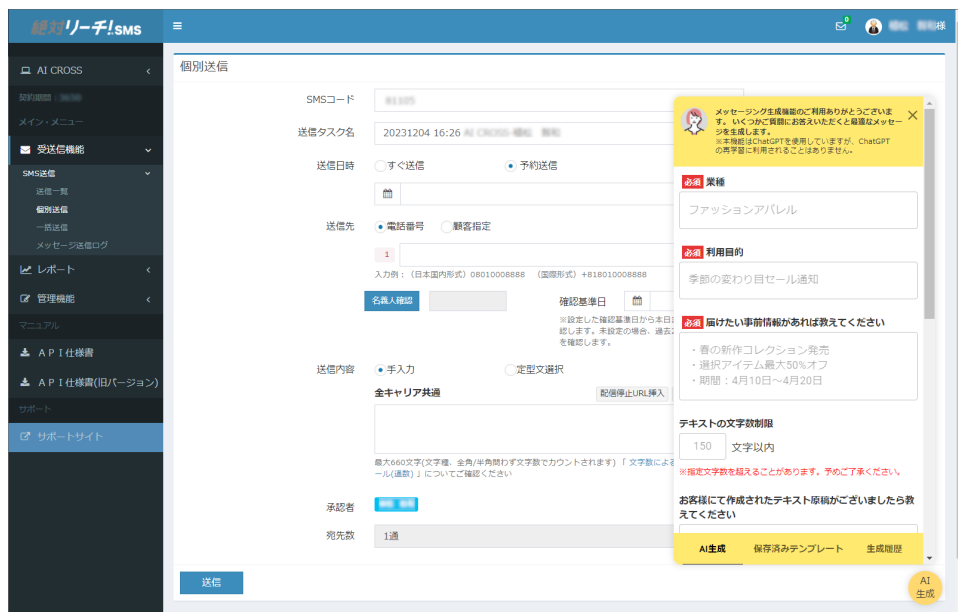 絶対リーチ!SMS
様
AI CROSS
契約期間：
メイン・メニュー
受送信機能
SMS送信
送信一覧
個別送信
一括送信
メッセージ送信ログ
レポート
管理機能
マニュアル
ＡＰＩ仕様書
ＡＰＩ仕様書(旧バージョン)
サポート
サポートサイト
個別送信
SMSコード
81105
送信タスク名
20231204 16:26 AI CROSS-
送信日時
すぐ送信
予約送信
送信先
電話番号
顧客指定
1
入力例：（日本国内形式）08010008888 （国際形式）+818010008888
名義人確認
確認基準日
※設定した確認基準日から本日
認します。未設定の場合、過去
を確認します。
送信内容
手入力
定型文選択
全キャリア共通
配信停止URL挿入
最大660文字(文字種、全角/半角問わず文字数でカウントされます) 「 文字数によ
ール(通数) 」についてご確認ください
承認者
宛先数
1通
送信
メッセージング生成機能のご利用ありがとうございま
す。 いくつかご質問にお答えいただくと最適なメッセー
ジを生成します。
※本機能はChatGPTを使用していますが、ChatGPT
の再学習に利用されることはありません。
必須 業種
ファッションアパレル
必須 利用目的
季節の変わり目セール通知
必須 届けたい事前情報があれば教えてください
・春の新作コレクション発売
・選択アイテム最大50%オフ
・期間：4月10日～4月20日
テキストの文字数制限
150 文字以内
※指定文字数を超えることがあります。予めご了承ください。
お客様にて作成されたテキスト原稿がございましたら教
えてください
AI生成
保存済みテンプレート
生成履歴
AI
生成
0